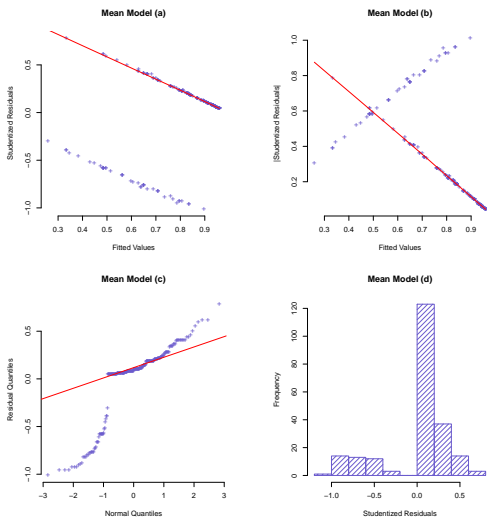 Mean Model (a)
Studentized Residuals
0.5
0.0
−0.5
−1.0
0.3 0.4 0.5 0.6 0.7 0.8 0.9
Fitted Values
Mean Model (b)
|Studentized Residuals|
1.0
0.8
0.6
0.4
0.2
0.3 0.4 0.5 0.6 0.7 0.8 0.9
Fitted Values
Mean Model (c)
Residual Quantiles
0.5
0.0
−0.5
−1.0
−3 −2 −1 0 1 2 3
Normal Quantiles
Mean Model (d)
Frequency
120
100
80
60
40
20
0
−1.0 −0.5 0.0 0.5
Studentized Residuals